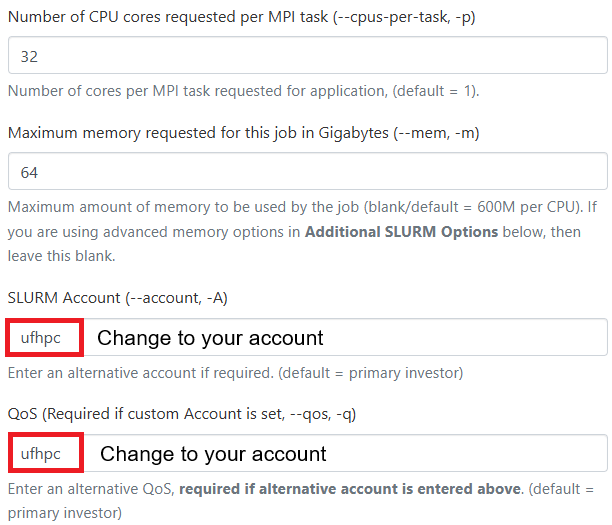 Number of CPU cores requested per MPI task (--cpus-per-task, -p)
32
Number of cores per MPI task requested for application, (default = 1).
Maximum memory requested for this job in Gigabytes (--mem, -m)
64
Maximum amount of memory to be used by the job (blank/default = 600M per CPU). If
you are using advanced memory options in Additional SLURM Options below, then
leave this blank.
SLURM Account (--account, -A)
ufhpc Change to your account
Enter an alternative account if required. (default = primary investor)
QoS (Required if custom Account is set, --qos, -q)
ufhpc Change to your account
Enter an alternative QoS, required if alternative account is entered above. (default =
primary investor)